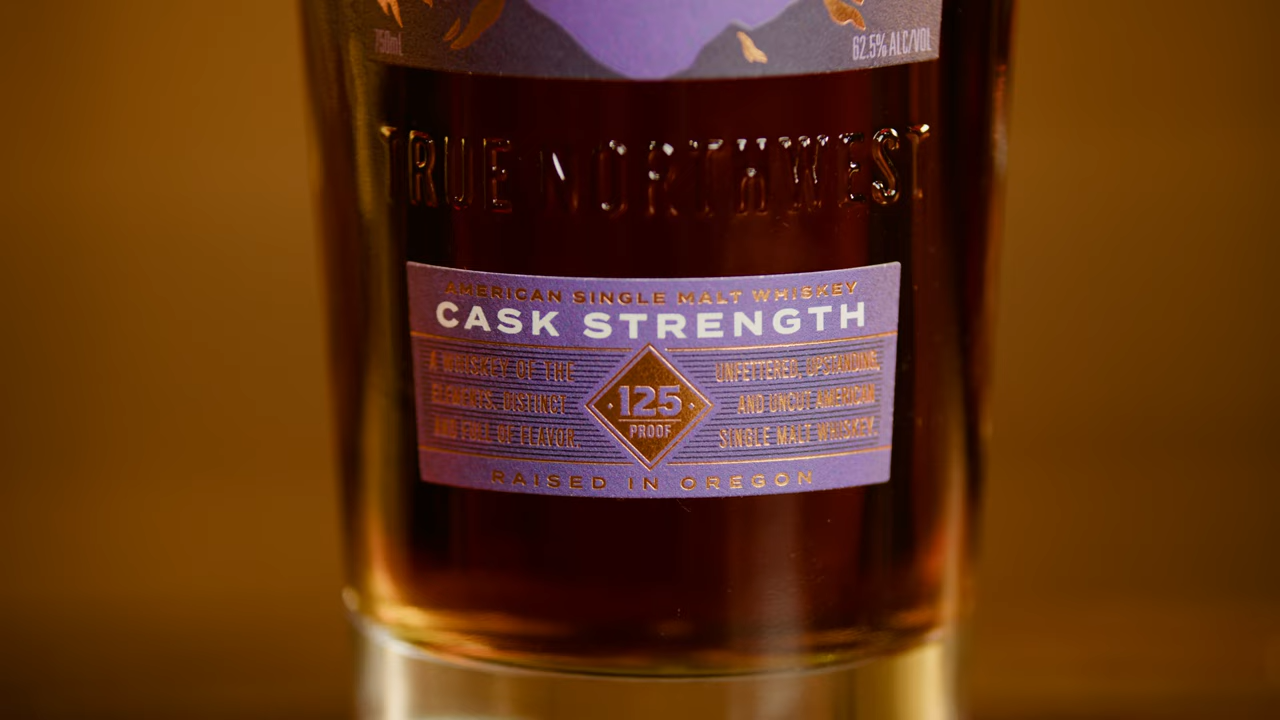 750ml
62.5% ALC/VOL
TRUE NORTHWEST
AMERICAN SINGLE MALT WHISKEY
CASK STRENGTH
A WHISKEY OF THE
ELEMENTS. DISTINCT
AND FULL OF FLAVOR.
125
PROOF
UNFETTERED, UPSTANDING,
AND UNCUT AMERICAN
SINGLE MALT WHISKEY.
RAISED IN OREGON